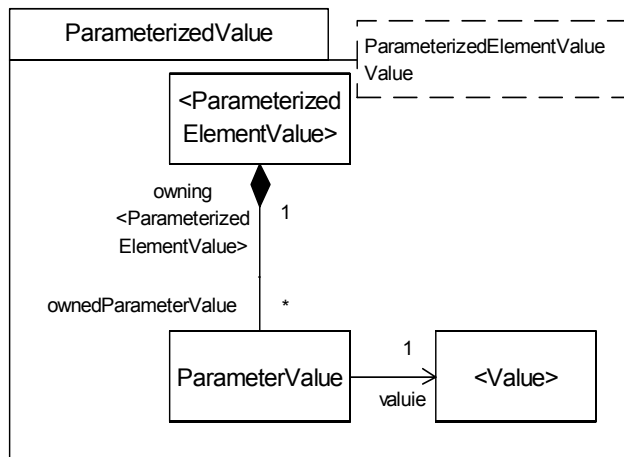 ParameterizedValue
ParameterizedElementValue
Value
<Parameterized
ElementValue>
owning
<Parameterized
ElementValue>
1
ownedParameterValue
*
ParameterValue
1
valuie
<Value>